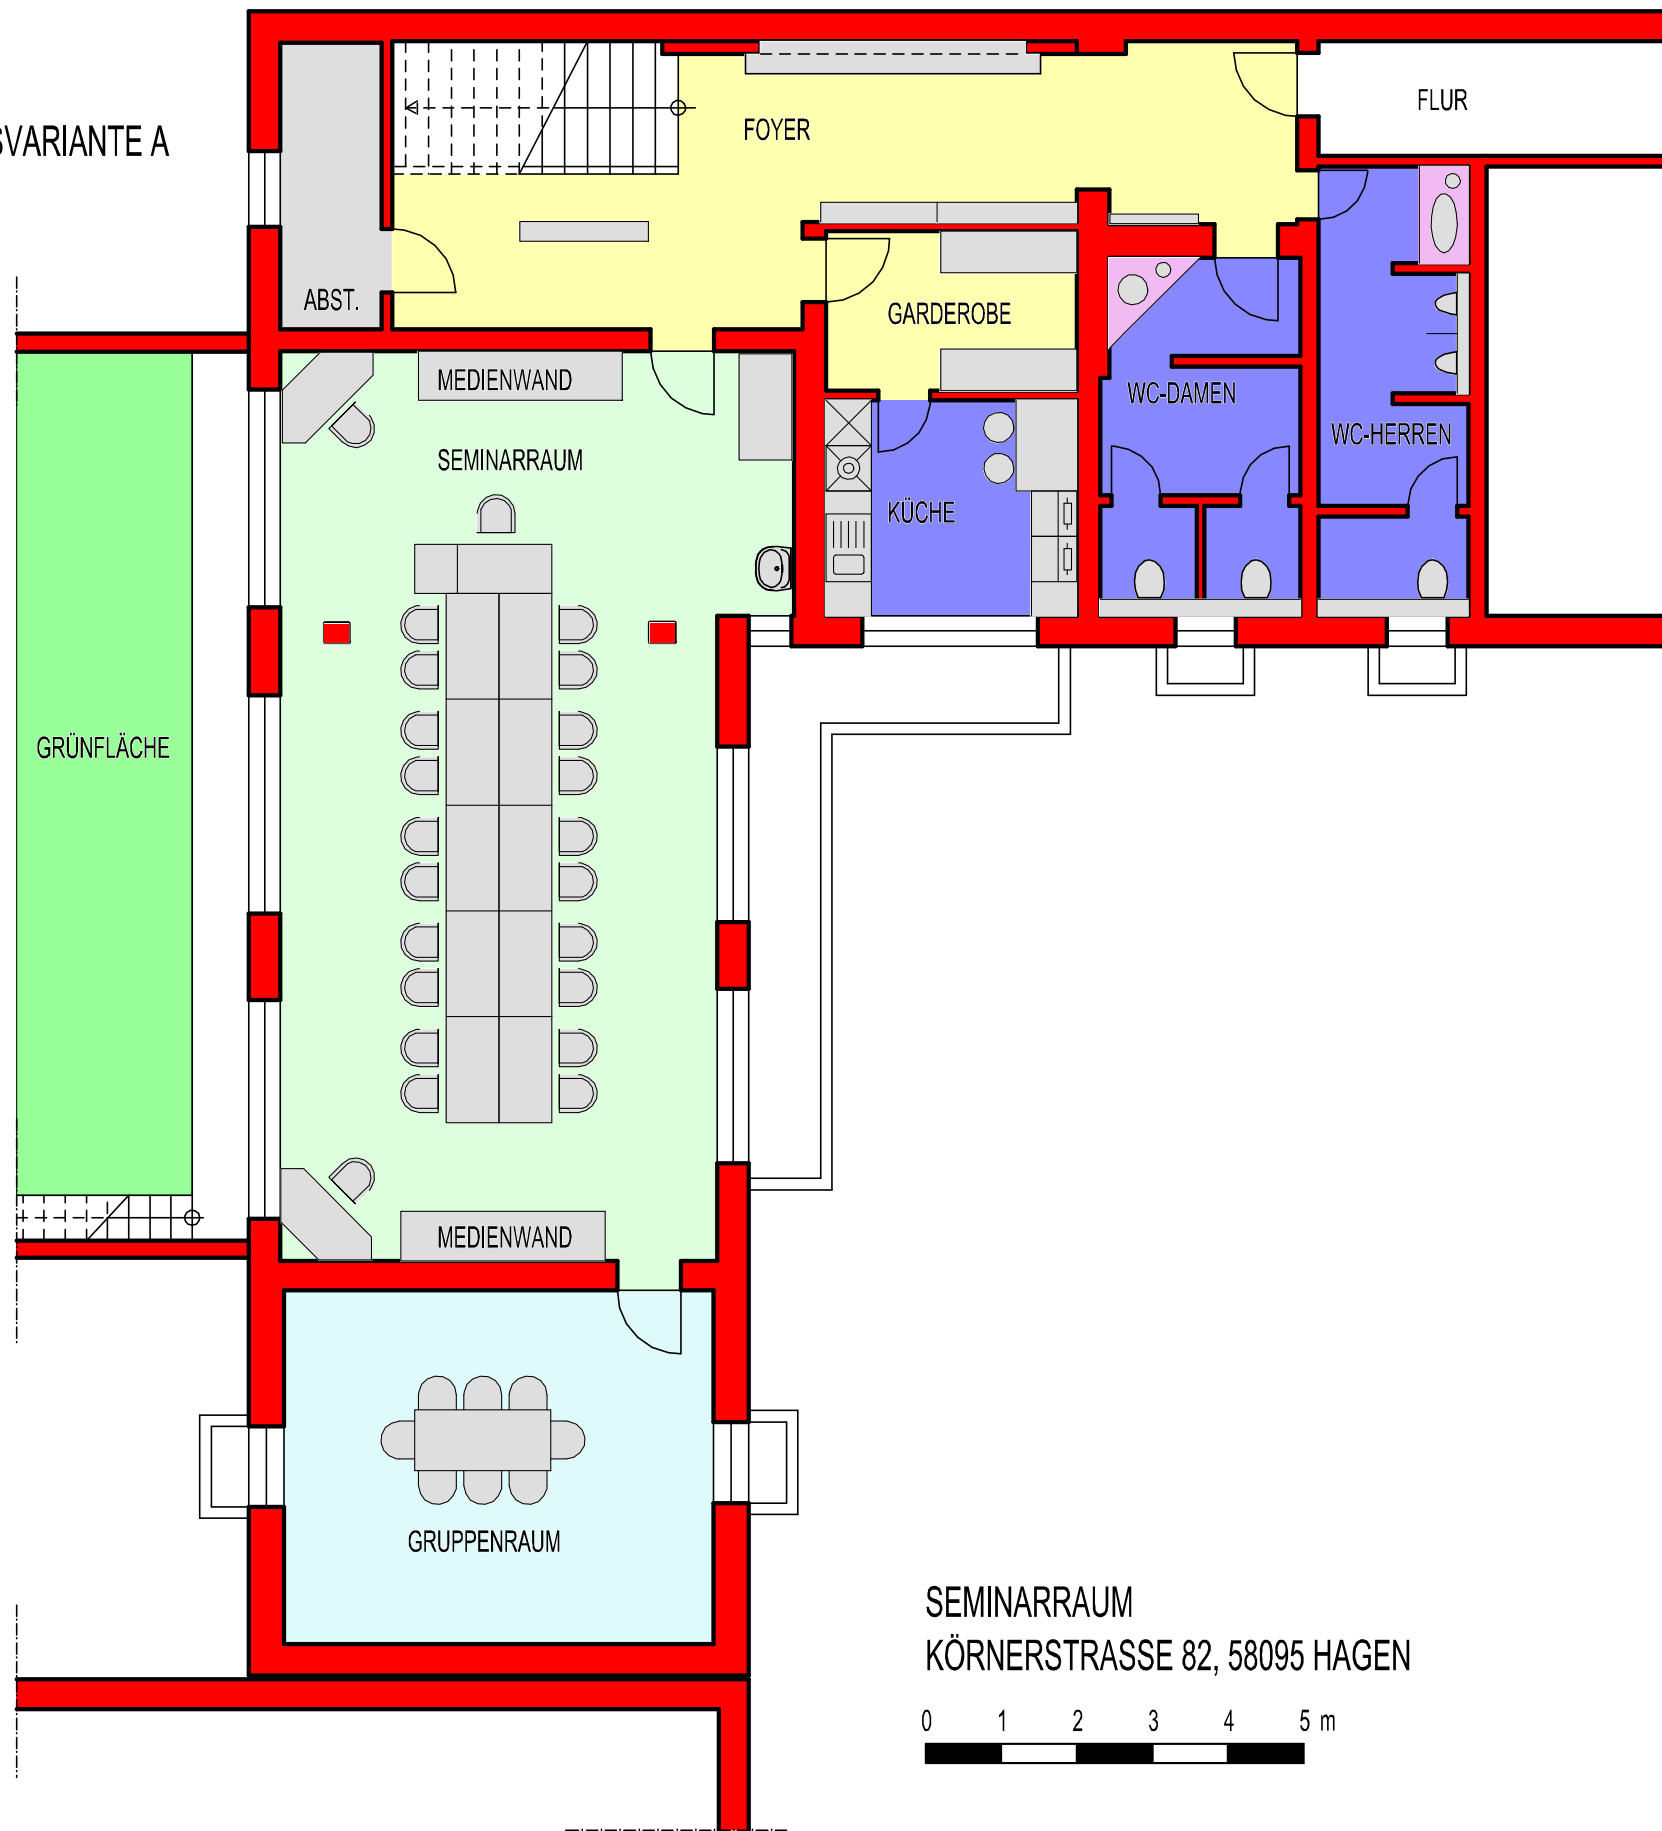 SVARIANTE A
FLUR
FOYER
ABST.
GARDEROBE
MEDIENWAND
WC-DAMEN
WC-HERREN
SEMINARRAUM
KÜCHE
GRÜNFLÄCHE
MEDIENWAND
GRUPPENRAUM
SEMINARRAUM
KÖRNERSTRASSE 82, 58095 HAGEN
0 1 2 3 4 5 m